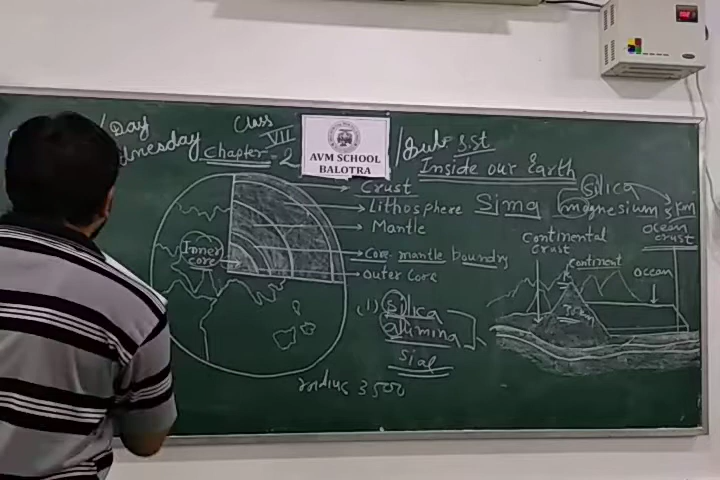 Day
Class
VII
Wednesday
Chapter - 2
AVM SCHOOL
BALOTRA
/Sub- S.St
Inside our Earth
Crust
Lithosphere
Mantle
Core-mantle boundry
Outer Core
Inner
core
Sima
Silica
magnesium
5 km
Ocean
crust
Continental
crust
Continent
Ocean
35 km
(1) Silica
alumina
Sial
radius 3500